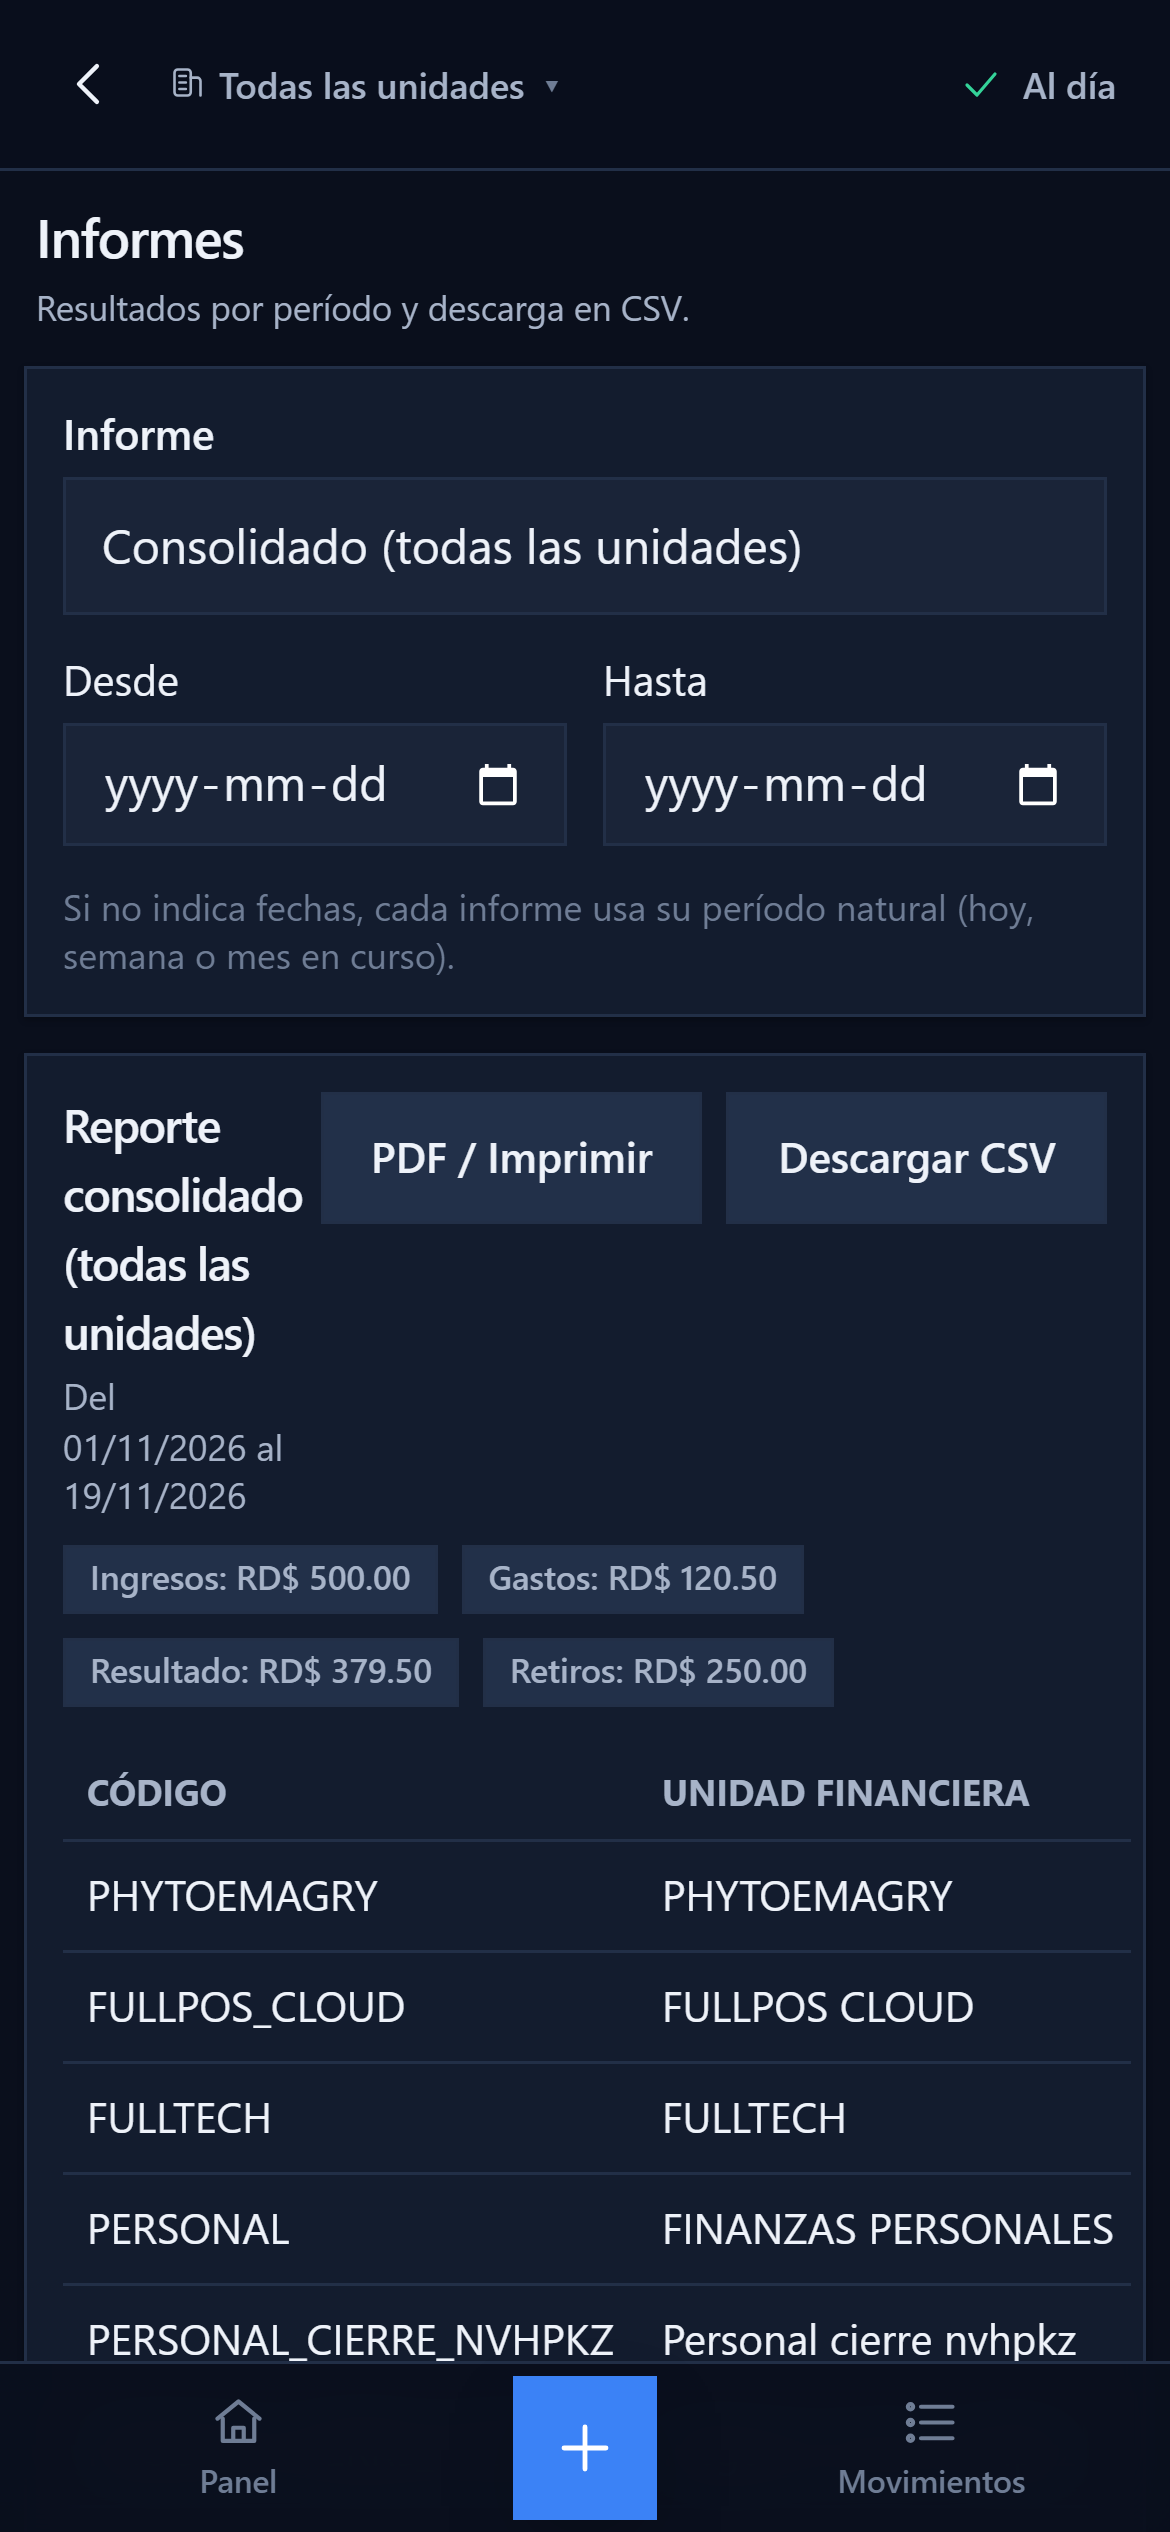 Todas las unidades ▼
Al día
Informes
Resultados por período y descarga en CSV.
Informe
Consolidado (todas las unidades)
Desde
Hasta
yyyy-mm-dd
yyyy-mm-dd
Si no indica fechas, cada informe usa su período natural (hoy,
semana o mes en curso).
Reporte
consolidado
(todas las
unidades)
PDF / Imprimir
Descargar CSV
Del
01/11/2026 al
19/11/2026
Ingresos: RD$ 500.00
Gastos: RD$ 120.50
Resultado: RD$ 379.50
Retiros: RD$ 250.00
CÓDIGO UNIDAD FINANCIERA
PHYTOEMAGRY PHYTOEMAGRY
FULLPOS_CLOUD FULLPOS CLOUD
FULLTECH FULLTECH
PERSONAL FINANZAS PERSONALES
PERSONAL_CIERRE_NVHPKZ Personal cierre nvhpkz
Panel
Movimientos